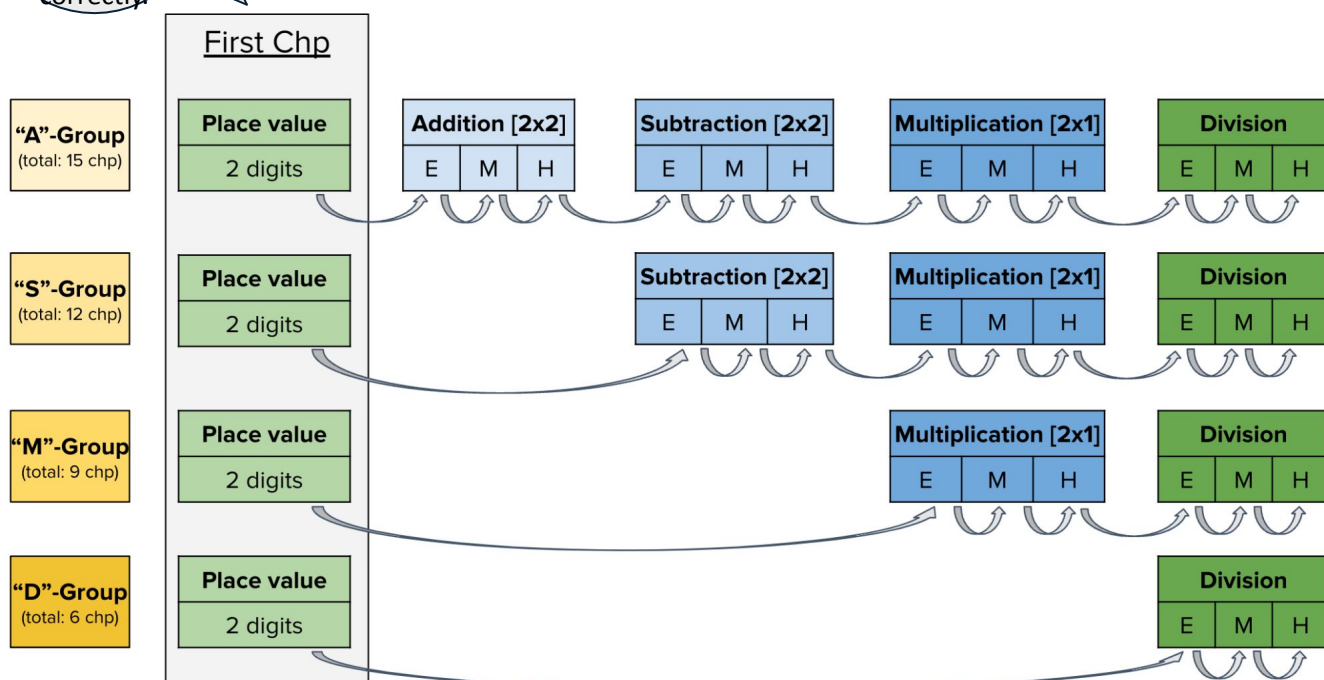 correctly.
First Chp
“A”-Group
(total: 15 chp)
Place value
2 digits
Addition [2x2]
E M H
Subtraction [2x2]
E M H
Multiplication [2x1]
E M H
Division
E M H
“S”-Group
(total: 12 chp)
Place value
2 digits
Subtraction [2x2]
E M H
Multiplication [2x1]
E M H
Division
E M H
“M”-Group
(total: 9 chp)
Place value
2 digits
Multiplication [2x1]
E M H
Division
E M H
“D”-Group
(total: 6 chp)
Place value
2 digits
Division
E M H